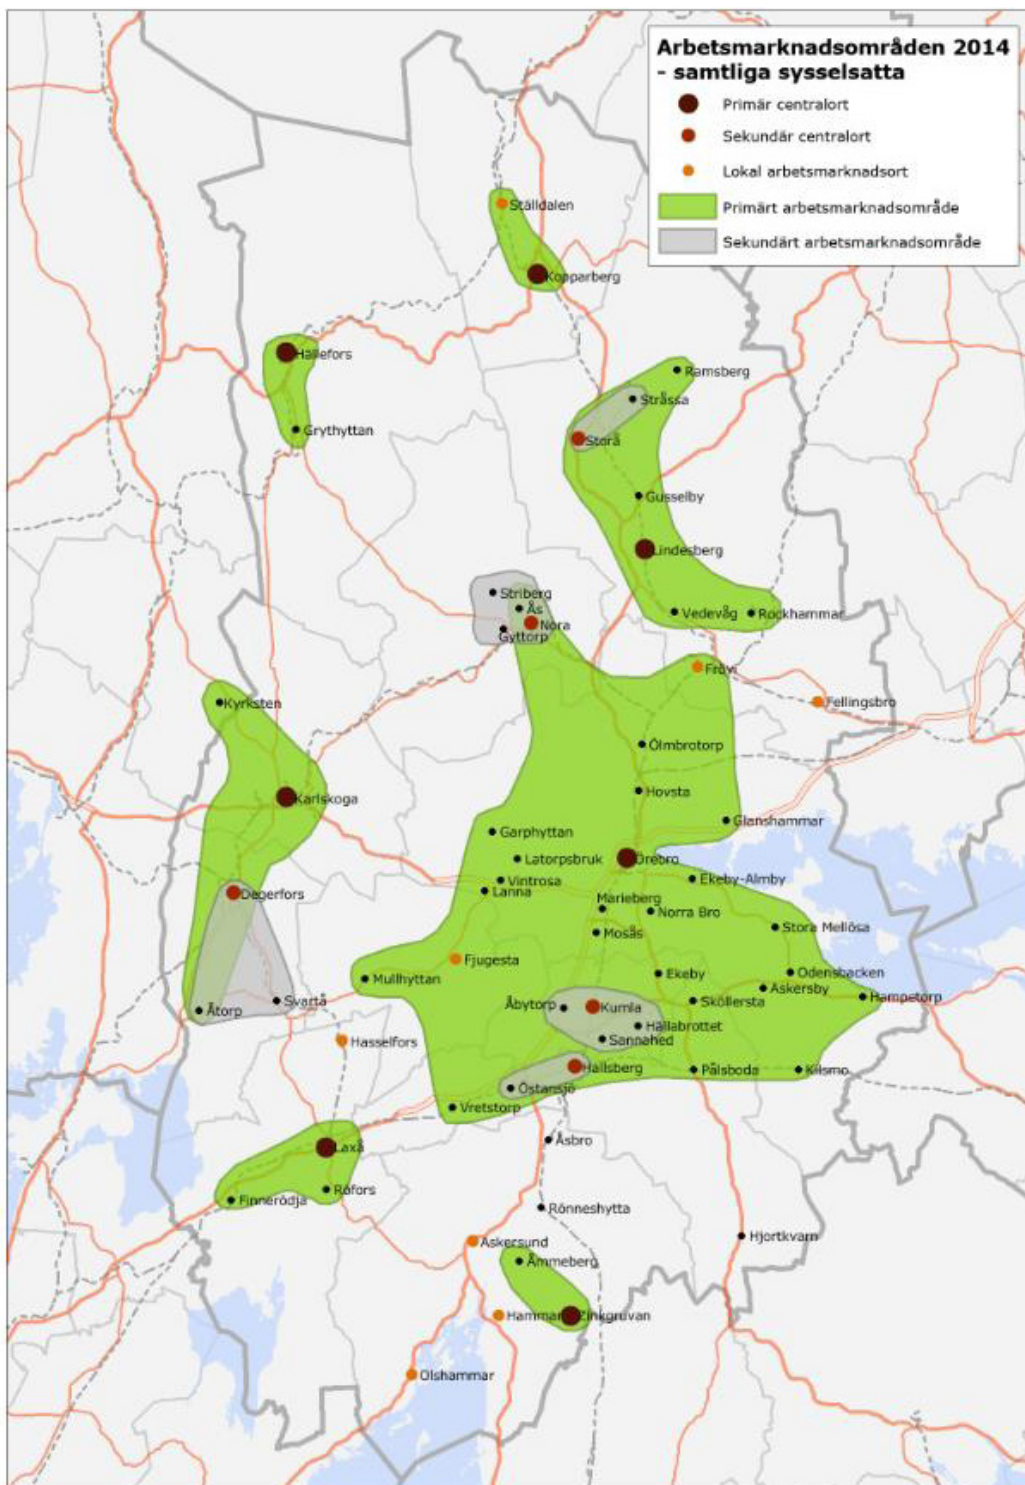 Arbetsmarknadsområden 2014
- samtliga sysselsatta
Primär centralort
Sekundär centralort
Lokal arbetsmarknadsort
Primärt arbetsmarknadsområde
Sekundärt arbetsmarknadsområde
Ställdalen
Kopparberg
Hällefors
Ramsberg
Stråssa
Grythyttan
Storå
Gusselby
Lindesberg
Striberg
Ås
Nora
Gyttorp
Vedevåg
Rockhammar
Frövi
Kyrksten
Fellingsbro
Ölmbrotorp
Hovsta
Karlskoga
Glanshammar
Garphyttan
Latorpsbruk
Örebro
Vintrosa
Ekeby-Almby
Lanna
Degerfors
Marieberg
Norra Bro
Stora Mellösa
Mosås
Fjugesta
Mullhyttan
Ekeby
Odensbacken
Askersby
Hampetorp
Svartå
Åtorp
Åbytorp
Kumla
Sköllersta
Hällabrottet
Sannahed
Hasselfors
Hallsberg
Pålsboda
Kilsmo
Östansjö
Vretstorp
Åsbro
Laxå
Röfors
Finnerödja
Rönneshytta
Hjortkvarn
Askersund
Åmmeberg
Hammar
Zinkgruvan
Olshammar